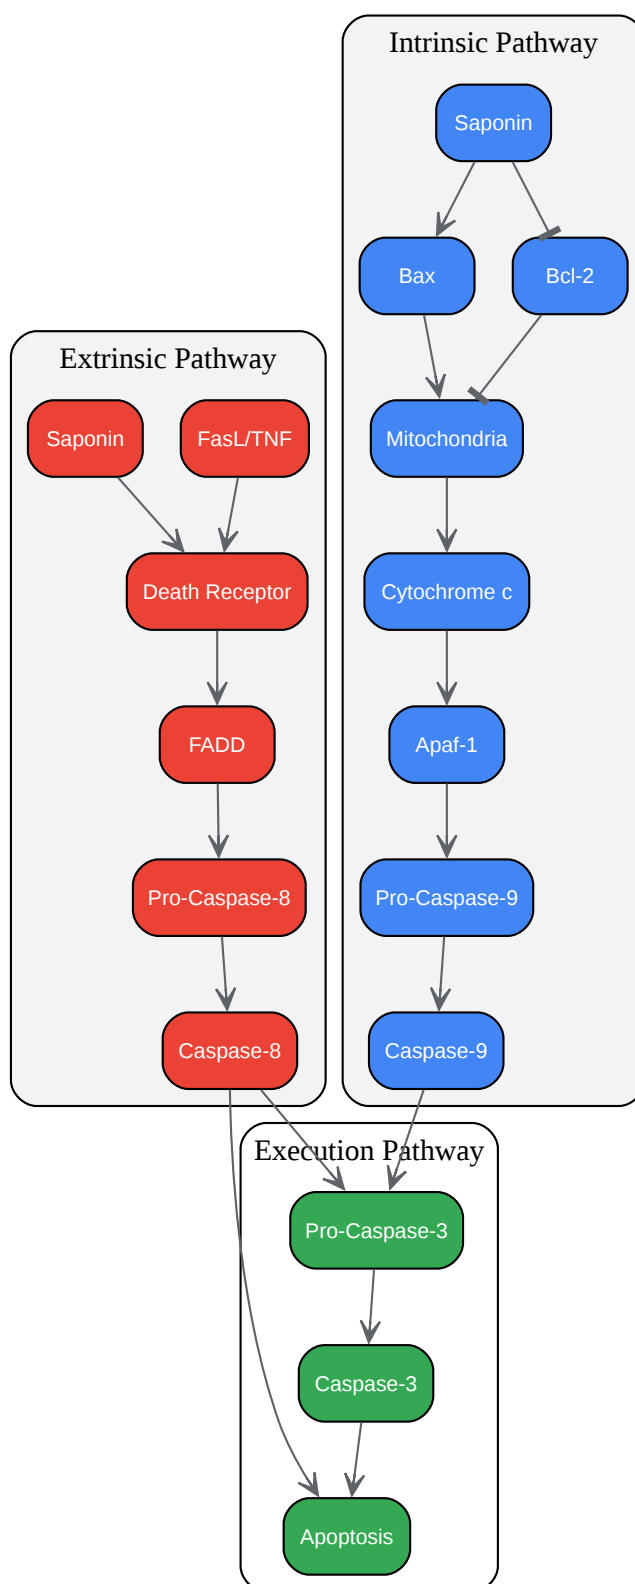 Intrinsic Pathway
Saponin
Bax
Bcl-2
Mitochondria
Cytochrome c
Apaf-1
Pro-Caspase-9
Caspase-9
Extrinsic Pathway
Saponin
FasL/TNF
Death Receptor
FADD
Pro-Caspase-8
Caspase-8
Execution Pathway
Pro-Caspase-3
Caspase-3
Apoptosis